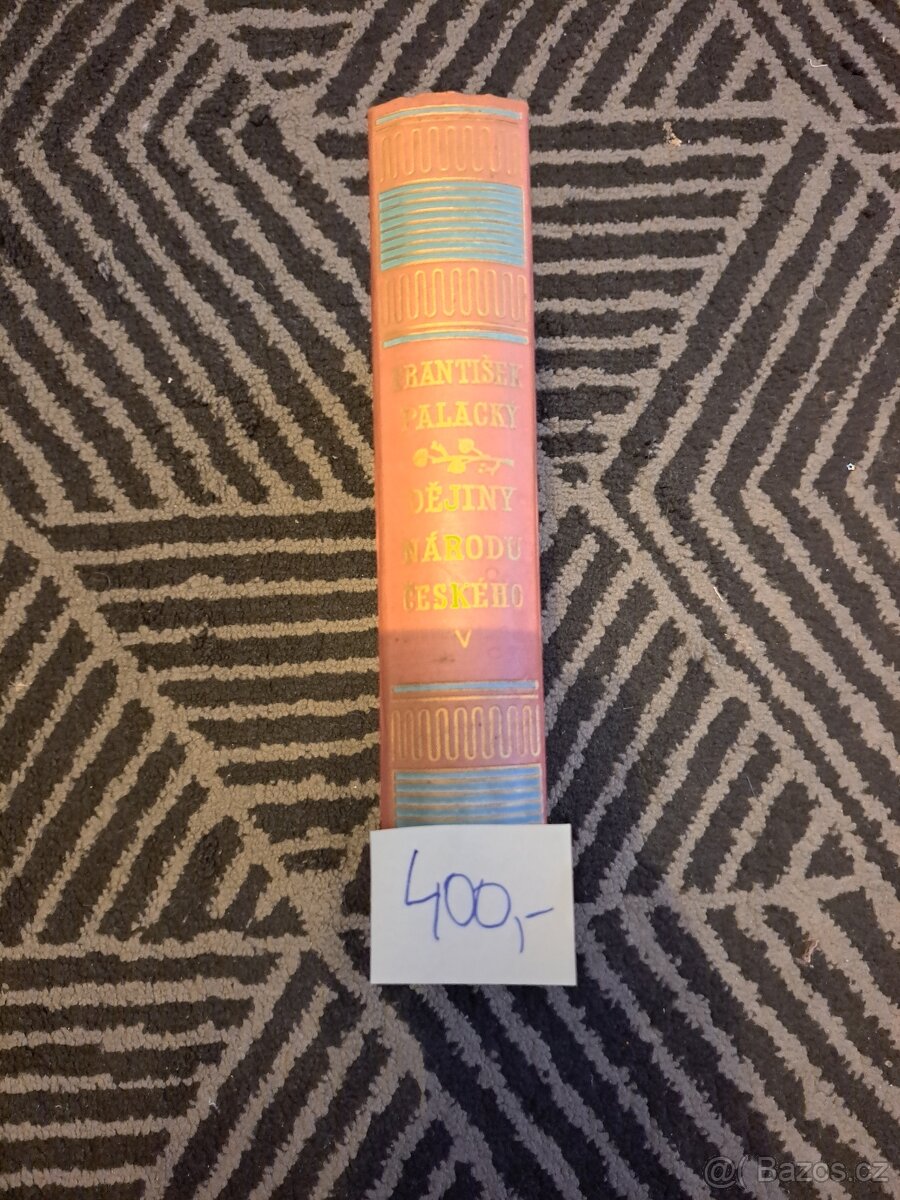 FRANTIŠEK
PALACKÝ
DĚJINY
NÁRODU
ČESKÉHO
V
400,-
@( Bazos.cz